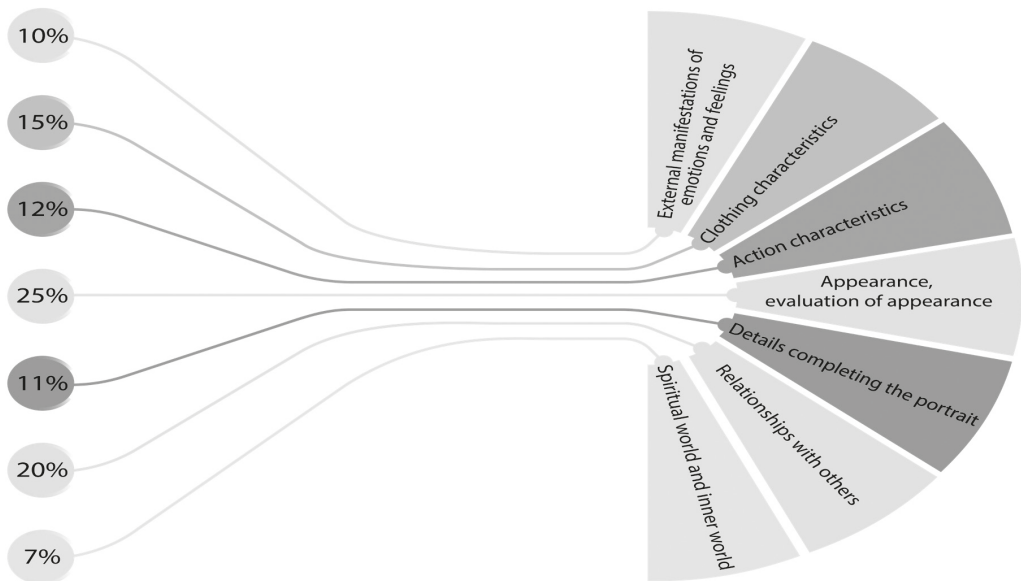 10%
15%
12%
25%
11%
20%
7%
External manifestations of
emotions and feelings
Clothing characteristics
Action characteristics
Appearance,
evaluation of appearance
Details completing the portrait
Relationships with others
Spiritual world and inner world